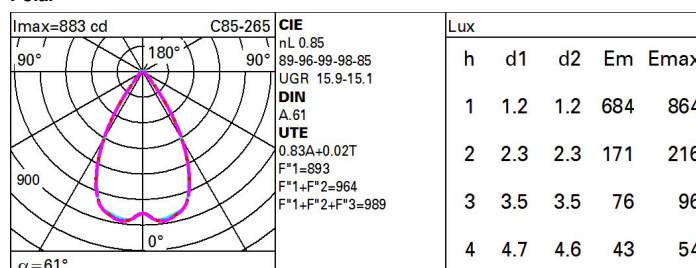 Imax=883 cd C85-265
90° 180° 90°
900
0°
α=61°
CIE
nL 0.85
89-96-99-98-85
UGR 15.9-15.1
DIN
A.61
UTE
0.83A+0.02T
F"1=893
F"1+F"2=964
F"1+F"2+F"3=989
Lux
h d1 d2 Em Emax
1 1.2 1.2 684 864
2 2.3 2.3 171 216
3 3.5 3.5 76 96
4 4.7 4.6 43 54